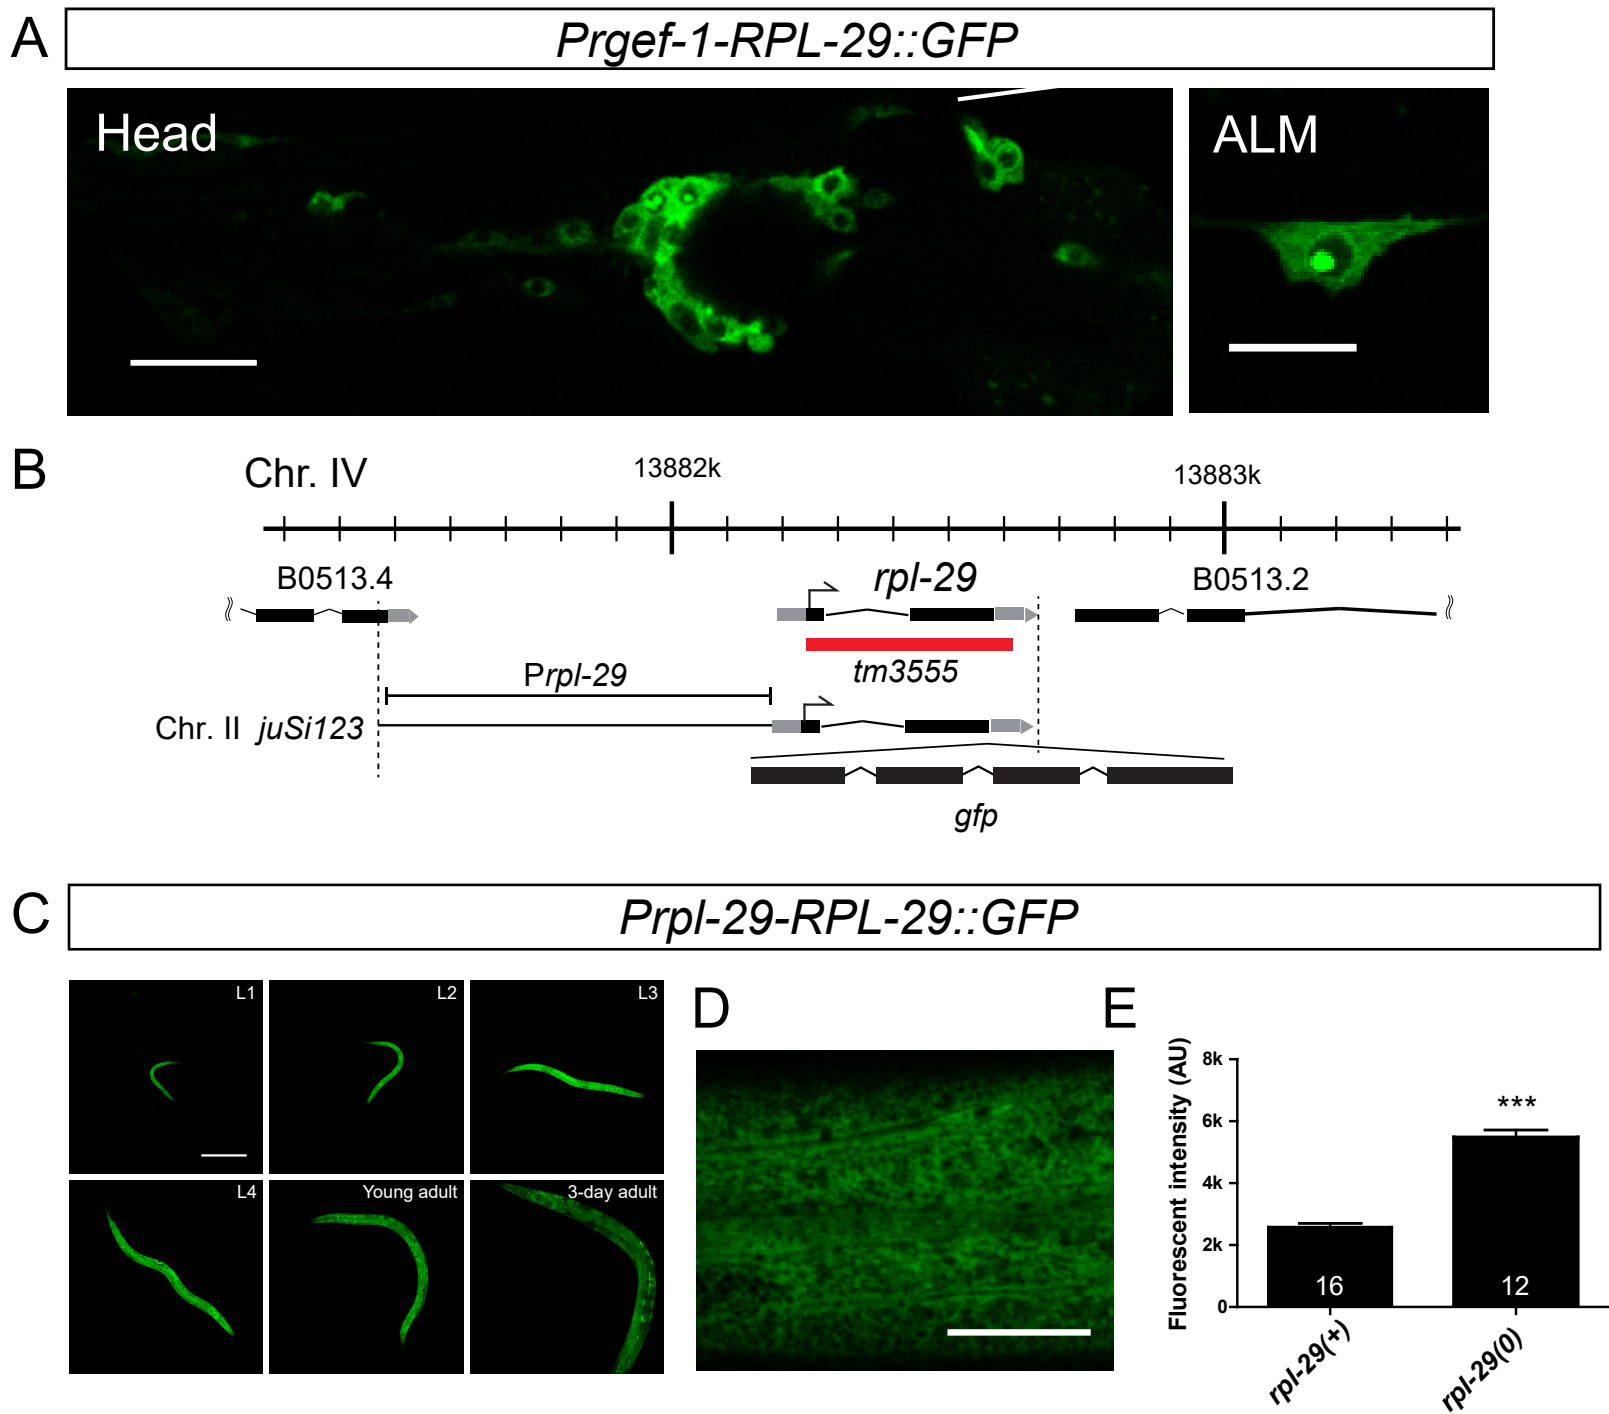 A
Prgef-1-RPL-29::GFP
Head
ALM
B
Chr. IV
13882k
13883k
B0513.4
rpl-29
B0513.2
tm3555
Prpl-29
Chr. II juSi123
gfp
C
Prpl-29-RPL-29::GFP
L1
L2
L3
L4
Young adult
3-day adult
D
E
Fluorescent intensity (AU)
8k
6k
4k
2k
0
***
16
12
rpl-29(+)
rpl-29(0)